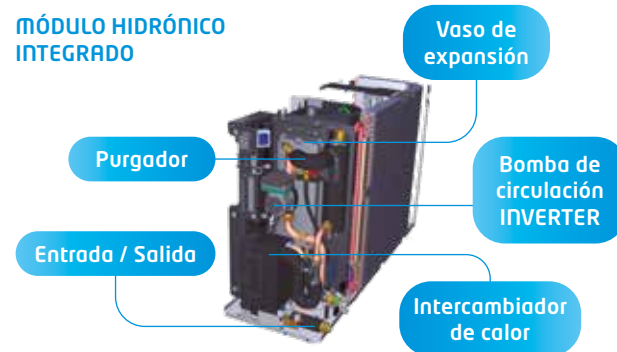 MÓDULO HIDRÓNICO
INTEGRADO
Vaso de
expansión
Purgador
Bomba de
circulación
INVERTER
Entrada / Salida
Intercambiador
de calor